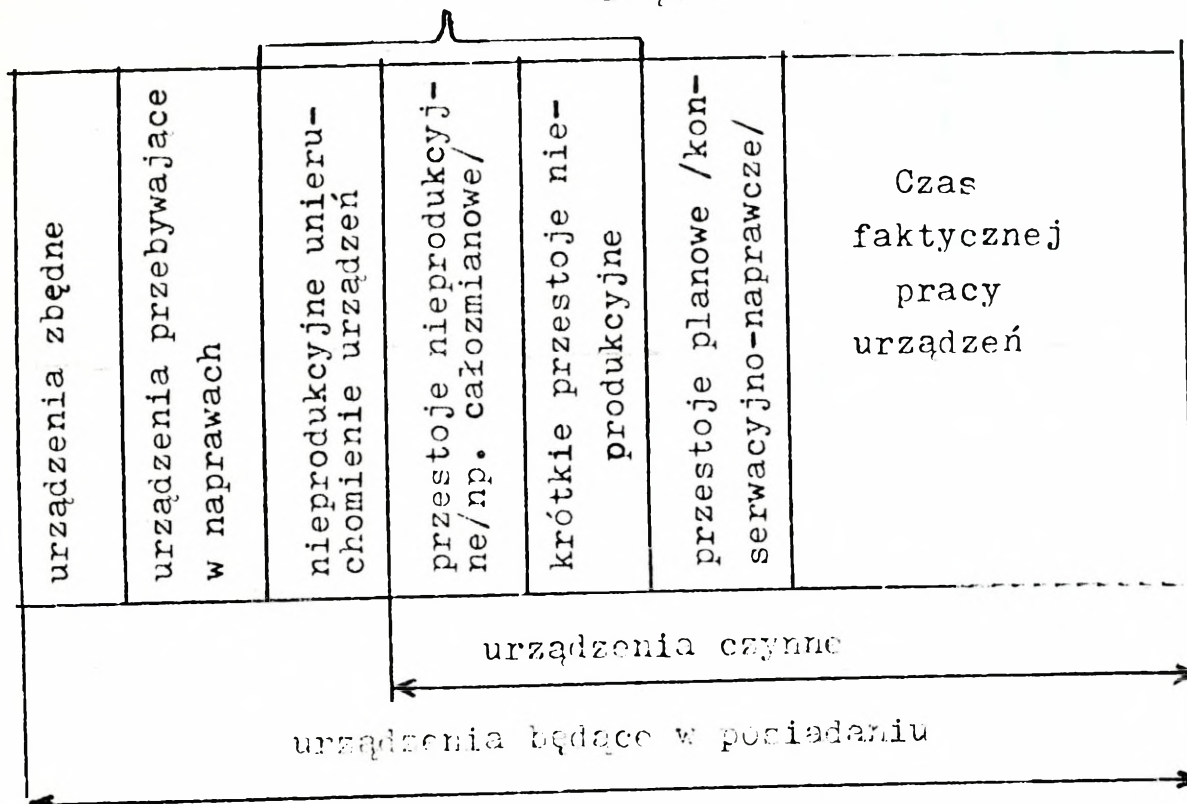 urządzenia zbędne
urządzenia przebywające
w naprawach
nieprodukcyjne unieru-
chomienie urządzeń
przestoje nieprodukcyj-
ne/np. całozmianowe/
krótkie przestoje nie-
produkcyjne
przestoje planowe /kon-
serwacyjno-naprawcze/
Czas
faktycznej
pracy
urządzeń
urządzenia czynne
urządzenia będące w posiadaniu